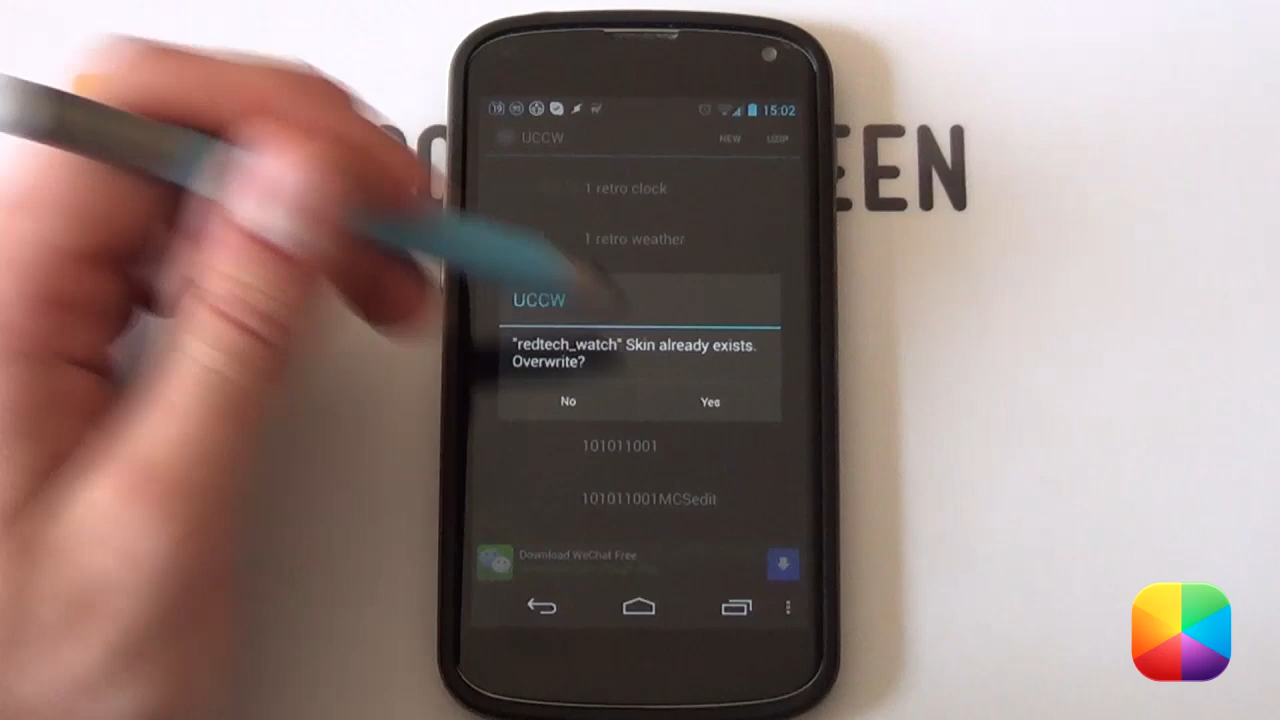 15:02
UCCW
NEW
UZIP
EEN
1 retro clock
1 retro weather
UCCW
"redtech_watch" Skin already exists.
Overwrite?
No
Yes
101011001
101011001MCSedit
Download WeChat Free